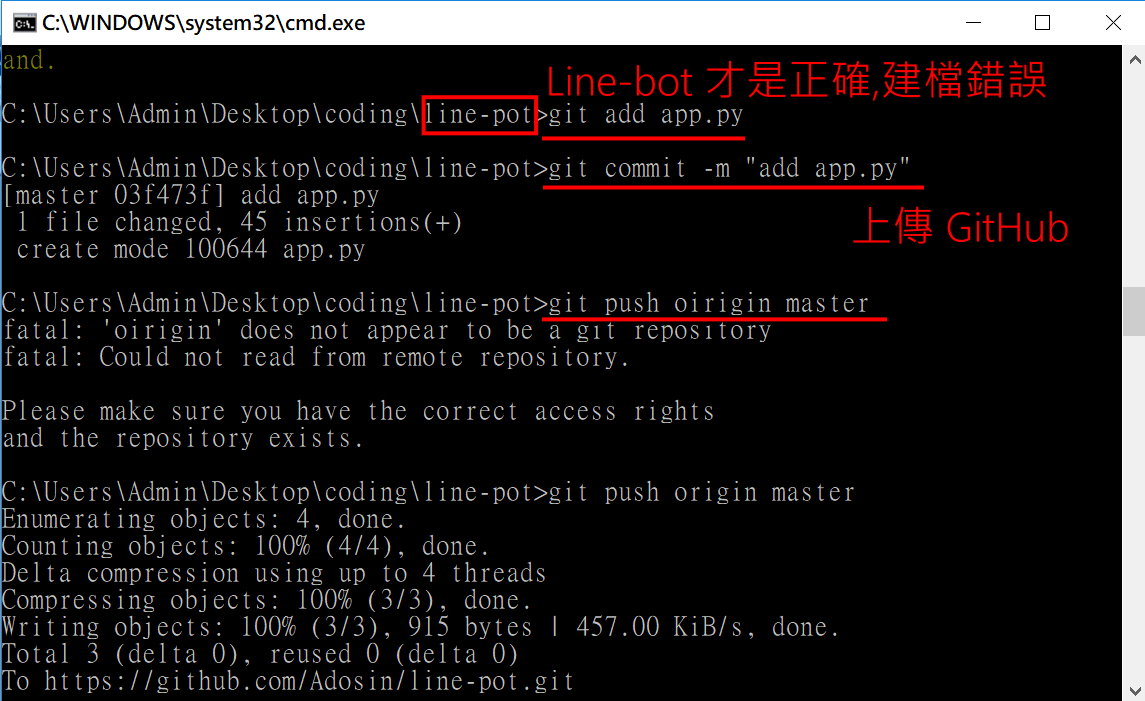 C:\WINDOWS\system32\cmd.exe
and.
Line-bot 才是正確,建檔錯誤
C:\Users\Admin\Desktop\coding\line-pot>git add app.py
C:\Users\Admin\Desktop\coding\line-pot>git commit -m "add app.py"
[master 03f473f] add app.py
1 file changed, 45 insertions(+)
上傳 GitHub
create mode 100644 app.py
C:\Users\Admin\Desktop\coding\line-pot>git push oirigin master
fatal: 'oirigin' does not appear to be a git repository
fatal: Could not read from remote repository.
Please make sure you have the correct access rights
and the repository exists.
C:\Users\Admin\Desktop\coding\line-pot>git push origin master
Enumerating objects: 4, done.
Counting objects: 100% (4/4), done.
Delta compression using up to 4 threads
Compressing objects: 100% (3/3), done.
Writing objects: 100% (3/3), 915 bytes | 457.00 KiB/s, done.
Total 3 (delta 0), reused 0 (delta 0)
To https://github.com/Adosin/line-pot.git